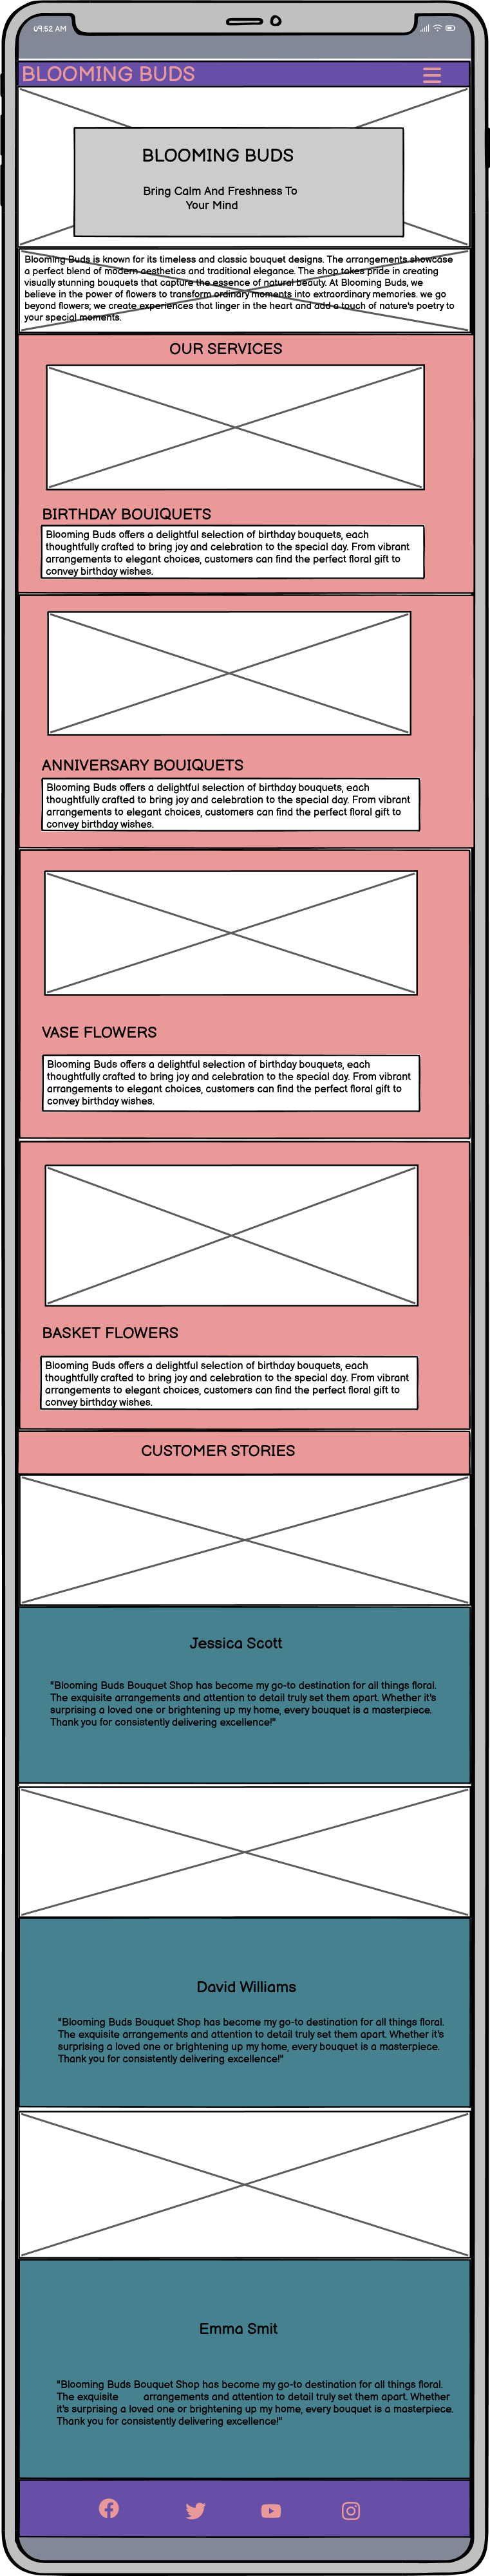 09:52 AM
BLOOMING BUDS
BLOOMING BUDS
Bring Calm And Freshness To
Your Mind
Blooming Buds is known for its timeless and classic bouquet designs. The arrangements showcase
a perfect blend of modern aesthetics and traditional elegance. The shop takes pride in creating
visually stunning bouquets that capture the essence of natural beauty. At Blooming Buds, we
believe in the power of flowers to transform ordinary moments into extraordinary memories. we go
beyond flowers; we create experiences that linger in the heart and add a touch of nature's poetry to
your special moments.
OUR SERVICES
BIRTHDAY BOUIQUETS
Blooming Buds offers a delightful selection of birthday bouquets, each
thoughtfully crafted to bring joy and celebration to the special day. From vibrant
arrangements to elegant choices, customers can find the perfect floral gift to
convey birthday wishes.
ANNIVERSARY BOUIQUETS
Blooming Buds offers a delightful selection of birthday bouquets, each
thoughtfully crafted to bring joy and celebration to the special day. From vibrant
arrangements to elegant choices, customers can find the perfect floral gift to
convey birthday wishes.
VASE FLOWERS
Blooming Buds offers a delightful selection of birthday bouquets, each
thoughtfully crafted to bring joy and celebration to the special day. From vibrant
arrangements to elegant choices, customers can find the perfect floral gift to
convey birthday wishes.
BASKET FLOWERS
Blooming Buds offers a delightful selection of birthday bouquets, each
thoughtfully crafted to bring joy and celebration to the special day. From vibrant
arrangements to elegant choices, customers can find the perfect floral gift to
convey birthday wishes.
CUSTOMER STORIES
Jessica Scott
"Blooming Buds Bouquet Shop has become my go-to destination for all things floral.
The exquisite arrangements and attention to detail truly set them apart. Whether it's
surprising a loved one or brightening up my home, every bouquet is a masterpiece.
Thank you for consistently delivering excellence!"
David Williams
"Blooming Buds Bouquet Shop has become my go-to destination for all things floral.
The exquisite arrangements and attention to detail truly set them apart. Whether it's
surprising a loved one or brightening up my home, every bouquet is a masterpiece.
Thank you for consistently delivering excellence!"
Emma Smit
"Blooming Buds Bouquet Shop has become my go-to destination for all things floral.
The exquisite arrangements and attention to detail truly set them apart. Whether
it's surprising a loved one or brightening up my home, every bouquet is a masterpiece.
Thank you for consistently delivering excellence!"